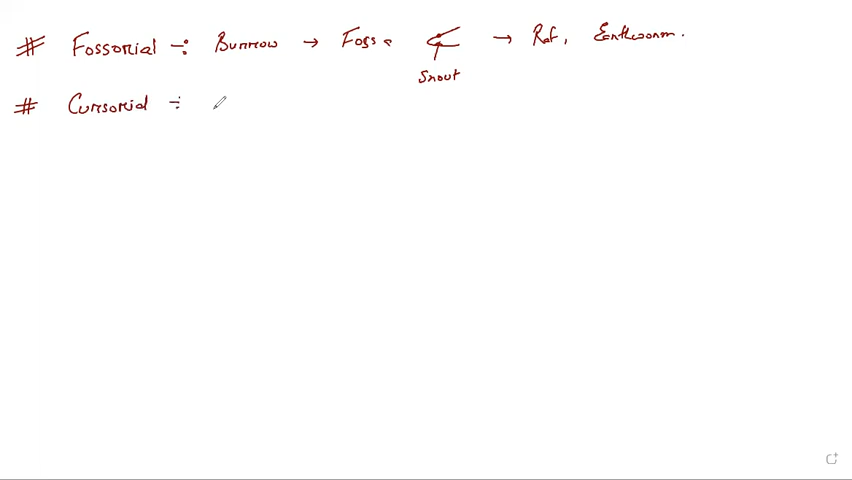 # Fossorial ÷ Burrow → Foss → Rat, Earthworm.
Snout
# Cursorial ÷